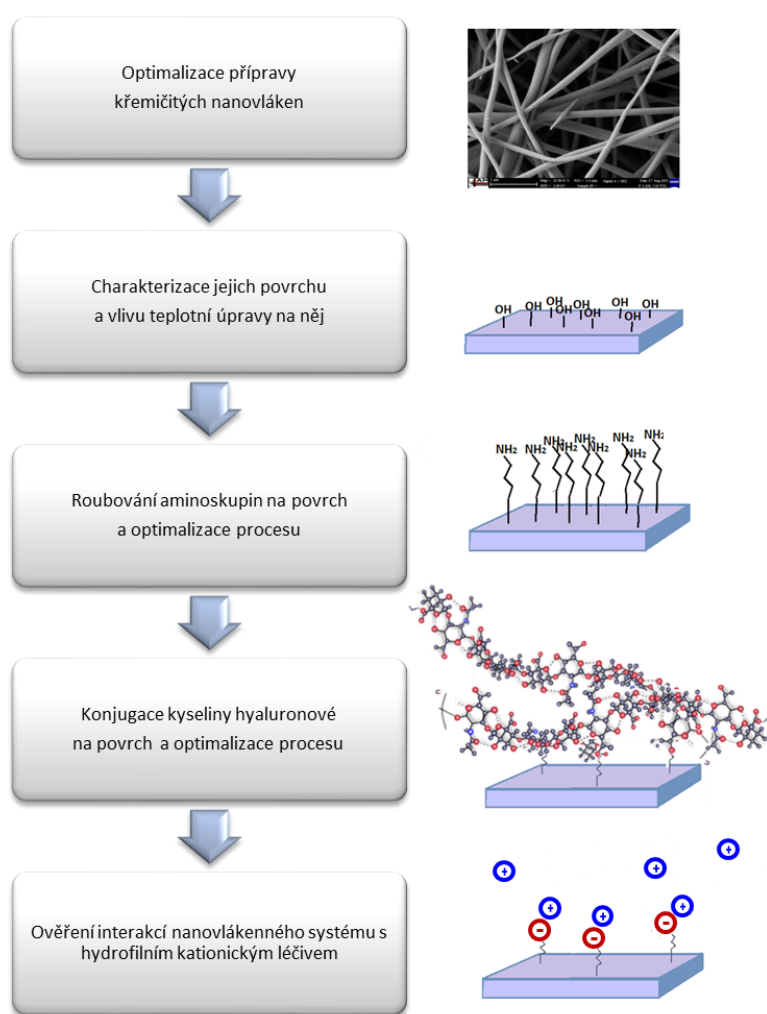 Optimalizace přípravy
křemičitých nanovláken
Charakterizace jejich povrchu
a vlivu teplotní úpravy na něj
OH OH OH OH OH OH OH OH OH
Roubování aminoskupin na povrch
a optimalizace procesu
NH₂ NH₂ NH₂ NH₂ NH₂ NH₂ NH₂ NH₂ NH₂
Konjugace kyseliny hyaluronové
na povrch a optimalizace procesu
Ověření interakcí nanovlákenného systému s
hydrofilním kationickým léčivem
+ + + + + +
- - -